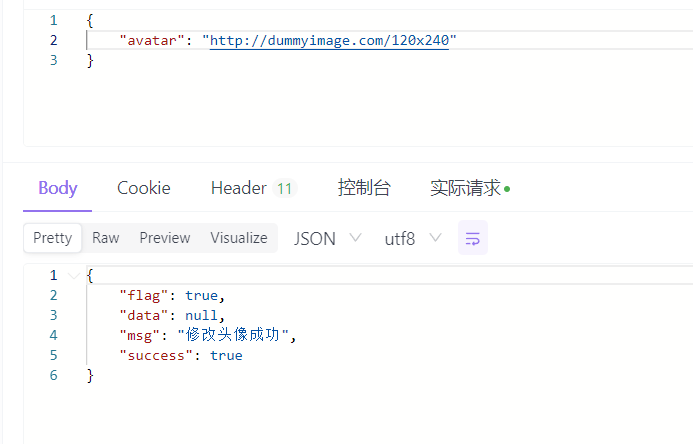 1 {
2 "avatar": "http://dummyimage.com/120x240"
3 }
Body Cookie Header 11 控制台 实际请求
Pretty Raw Preview Visualize JSON utf8
1 {
2 "flag": true,
3 "data": null,
4 "msg": "修改头像成功",
5 "success": true
6 }